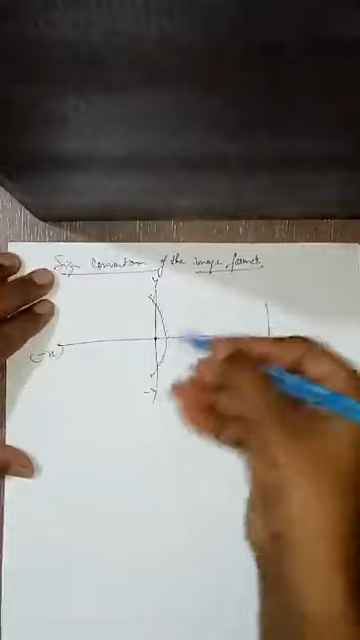 Sign convention of the image formed
y
(-x)
-y